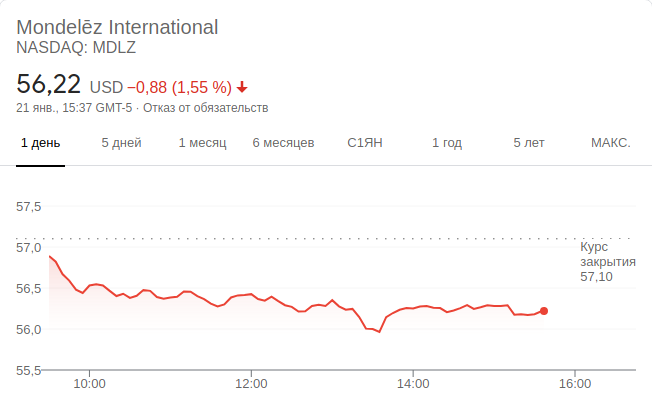 Mondelēz International
NASDAQ: MDLZ
56,22 USD −0,88 (1,55 %)
21 янв., 15:37 GMT-5 · Отказ от обязательств
1 день 5 дней 1 месяц 6 месяцев С1ЯН 1 год 5 лет МАКС.
57,5
57,0
56,5
56,0
55,5
Курс
закрытия
57,10
10:00 12:00 14:00 16:00